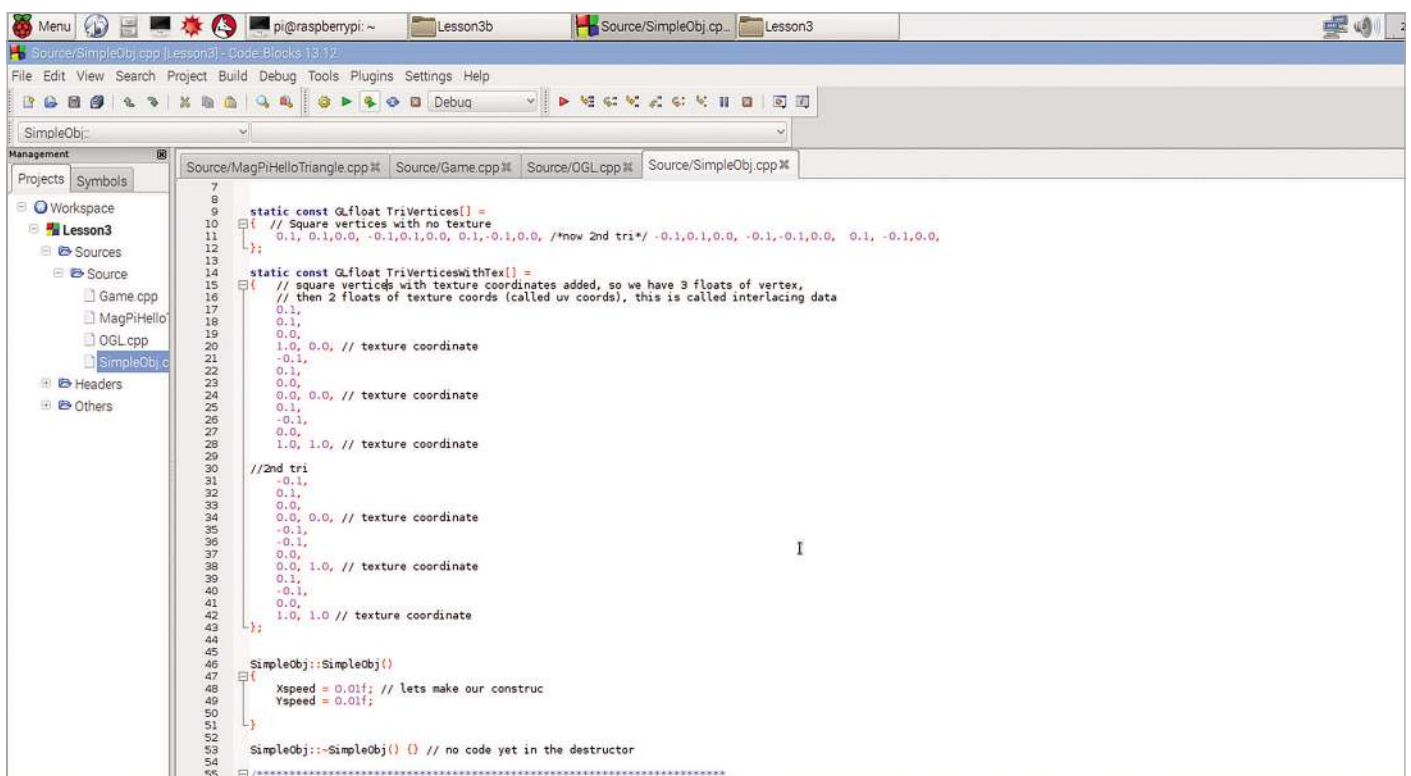 Menu pi@raspberrypi: ~ Lesson3b Source/SimpleObj.cp... Lesson3
Source/SimpleObj.cpp [Lesson3] - Code::Blocks 13.12
File Edit View Search Project Build Debug Tools Plugins Settings Help
Debug
SimpleObj::
Management
Projects Symbols
Workspace
Lesson3
Sources
Source
Game.cpp
MagPiHelloT
OGL.cpp
SimpleObj.c
Headers
Others
Source/MagPiHelloTriangle.cpp Source/Game.cpp Source/OGL.cpp Source/SimpleObj.cpp
7
8
9 static const GLfloat TriVertices[] =
10 { // Square vertices with no texture
11 0.1, 0.1,0.0, -0.1,0.1,0.0, 0.1,-0.1,0.0, /*now 2nd tri*/ -0.1,0.1,0.0, -0.1,-0.1,0.0, 0.1, -0.1,0.0,
12 };
13
14 static const GLfloat TriVerticesWithTex[] =
15 { // square vertices with texture coordinates added, so we have 3 floats of vertex,
16 // then 2 floats of texture coords (called uv coords), this is called interlacing data
17 0.1,
18 0.1,
19 0.0,
20 1.0, 0.0, // texture coordinate
21 -0.1,
22 0.1,
23 0.0,
24 0.0, 0.0, // texture coordinate
25 0.1,
26 -0.1,
27 0.0,
28 1.0, 1.0, // texture coordinate
29
30 //2nd tri
31 -0.1,
32 0.1,
33 0.0,
34 0.0, 0.0, // texture coordinate
35 -0.1,
36 -0.1,
37 0.0,
38 0.0, 1.0, // texture coordinate
39 0.1,
40 -0.1,
41 0.0,
42 1.0, 1.0 // texture coordinate
43 };
44
45
46 SimpleObj::SimpleObj()
47 {
48 Xspeed = 0.01f; // lets make our construc
49 Yspeed = 0.01f;
50
51 }
52
53 SimpleObj::~SimpleObj() {} // no code yet in the destructor
54
55